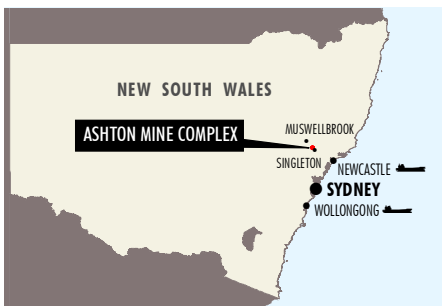 NEW SOUTH WALES
MUSWELLBROOK
ASHTON MINE COMPLEX
SINGLETON
NEWCASTLE
SYDNEY
WOLLONGONG